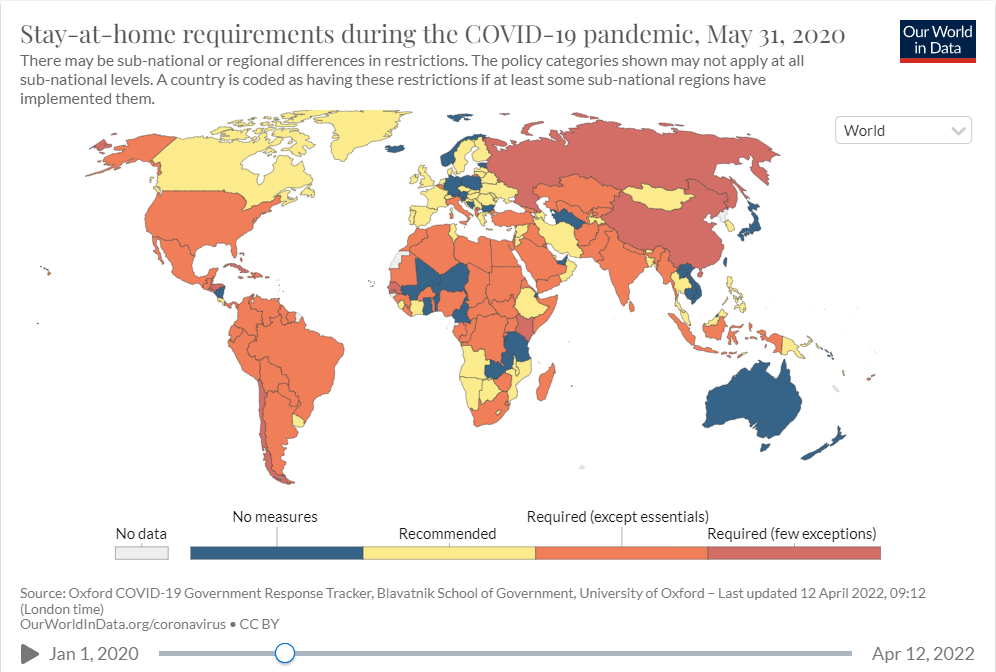 Stay-at-home requirements during the COVID-19 pandemic, May 31, 2020
Our World
in Data
There may be sub-national or regional differences in restrictions. The policy categories shown may not apply at all
sub-national levels. A country is coded as having these restrictions if at least some sub-national regions have
implemented them.
World
No data
No measures
Recommended
Required (except essentials)
Required (few exceptions)
Source: Oxford COVID-19 Government Response Tracker, Blavatnik School of Government, University of Oxford – Last updated 12 April 2022, 09:12
(London time)
OurWorldInData.org/coronavirus • CC BY
Jan 1, 2020
Apr 12, 2022